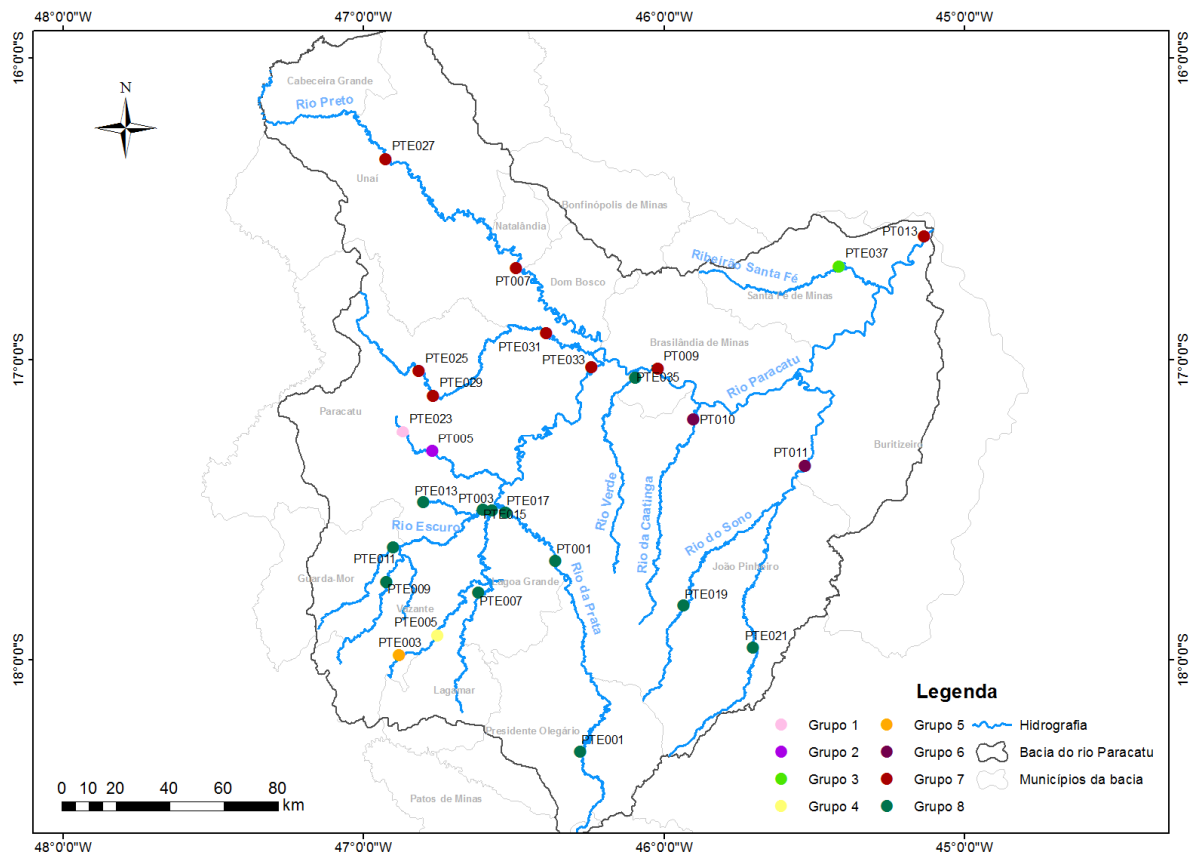 48°0'0"W
47°0'0"W
46°0'0"W
45°0'0"W
16°0'0"S
16°0'0"S
Cabeceira Grande
Rio Preto
N
PTE027
Unaí
Bonfinópolis de Minas
Natalândia
PT013
PTE037
Ribeirão Santa Fé
PT007
Dom Bosco
Santa Fé de Minas
PTE031
Brasilândia de Minas
PTE033
PT009
17°0'0"S
17°0'0"S
PTE025
PTE035
Rio Paracatu
PTE029
Paracatu
PTE023
PT010
PT005
Buritizeiro
PT011
PTE013
PT003
PTE017
PTE015
Rio Verde
Rio da Caatinga
Rio Escuro
Rio do Sono
PTE011
PT001
João Pinheiro
Guarda-Mor
PTE009
Lagoa Grande
Rio da Prata
PTE007
Vazante
PTE019
PTE005
PTE003
PTE021
18°0'0"S
18°0'0"S
Lagamar
Legenda
Presidente Olegário
PTE001
Grupo 1
Grupo 5
Hidrografia
Grupo 2
Grupo 6
Bacia do rio Paracatu
Grupo 3
Grupo 7
Municípios da bacia
Grupo 4
Grupo 8
0 10 20 40 60 80
km
Patos de Minas
48°0'0"W
47°0'0"W
46°0'0"W
45°0'0"W